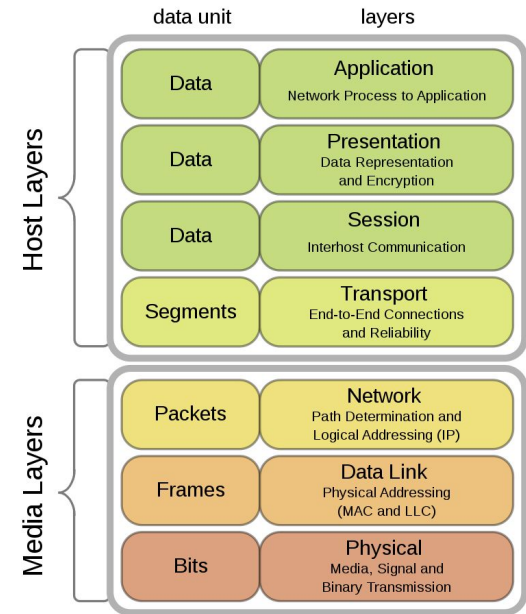 data unit layers
Host Layers
Data
Application
Network Process to Application
Data
Presentation
Data Representation
and Encryption
Data
Session
Interhost Communication
Segments
Transport
End-to-End Connections
and Reliability
Media Layers
Packets
Network
Path Determination and
Logical Addressing (IP)
Frames
Data Link
Physical Addressing
(MAC and LLC)
Bits
Physical
Media, Signal and
Binary Transmission